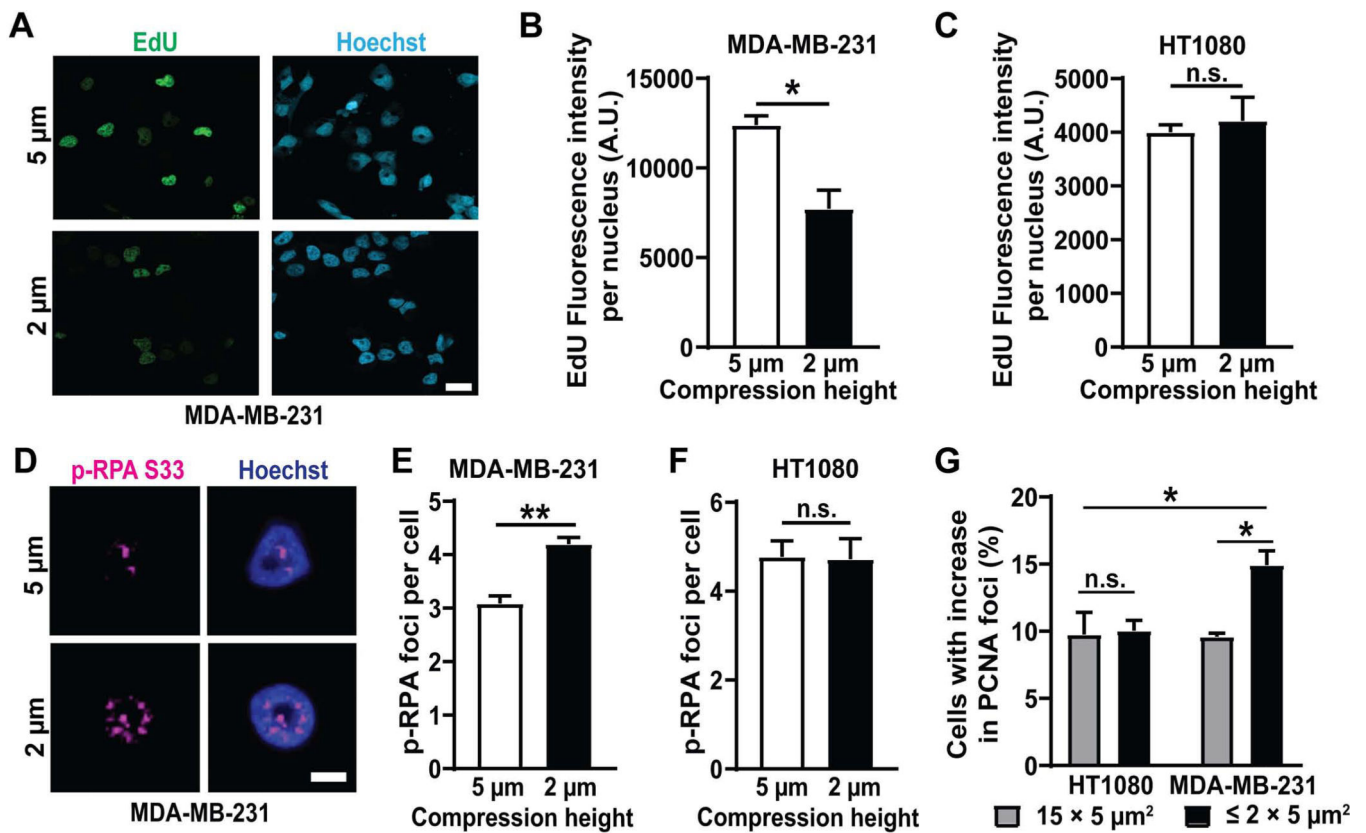 A
EdU
Hoechst
5 µm
2 µm
MDA-MB-231
B
MDA-MB-231
EdU Fluorescence intensity
per nucleus (A.U.)
15000
*
10000
5000
0
5 µm 2 µm
Compression height
C
HT1080
EdU Fluorescence intensity
per nucleus (A.U.)
5000
n.s.
4000
3000
2000
1000
0
5 µm 2 µm
Compression height
D
p-RPA S33
Hoechst
5 µm
2 µm
MDA-MB-231
E
MDA-MB-231
p-RPA foci per cell
5
**
4
3
2
1
0
5 µm 2 µm
Compression height
F
HT1080
p-RPA foci per cell
6
n.s.
4
2
0
5 µm 2 µm
Compression height
G
Cells with increase
in PCNA foci (%)
20
*
15
*
n.s.
10
5
0
HT1080 MDA-MB-231
15 × 5 µm²
≤ 2 × 5 µm²